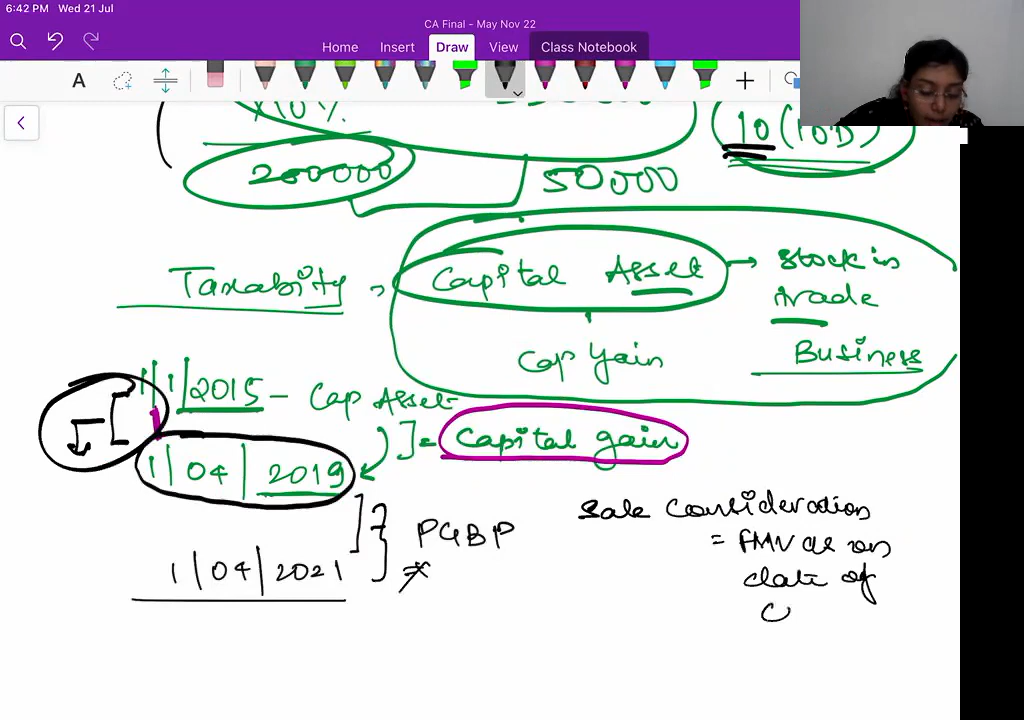 6:42 PM Wed 21 Jul
CA Final - May Nov 22
Home Insert Draw View Class Notebook
A
x10%
10 (10D)
200000 50000
Taxabity
Capital Asset → Stock in
trade
Cap Gain
Business
1/1/2015 - Cap Asset
1/04/2019 ] = Capital gain
PGBP
1/04/2021
Sale Consideration
= FMV as on
date of
C